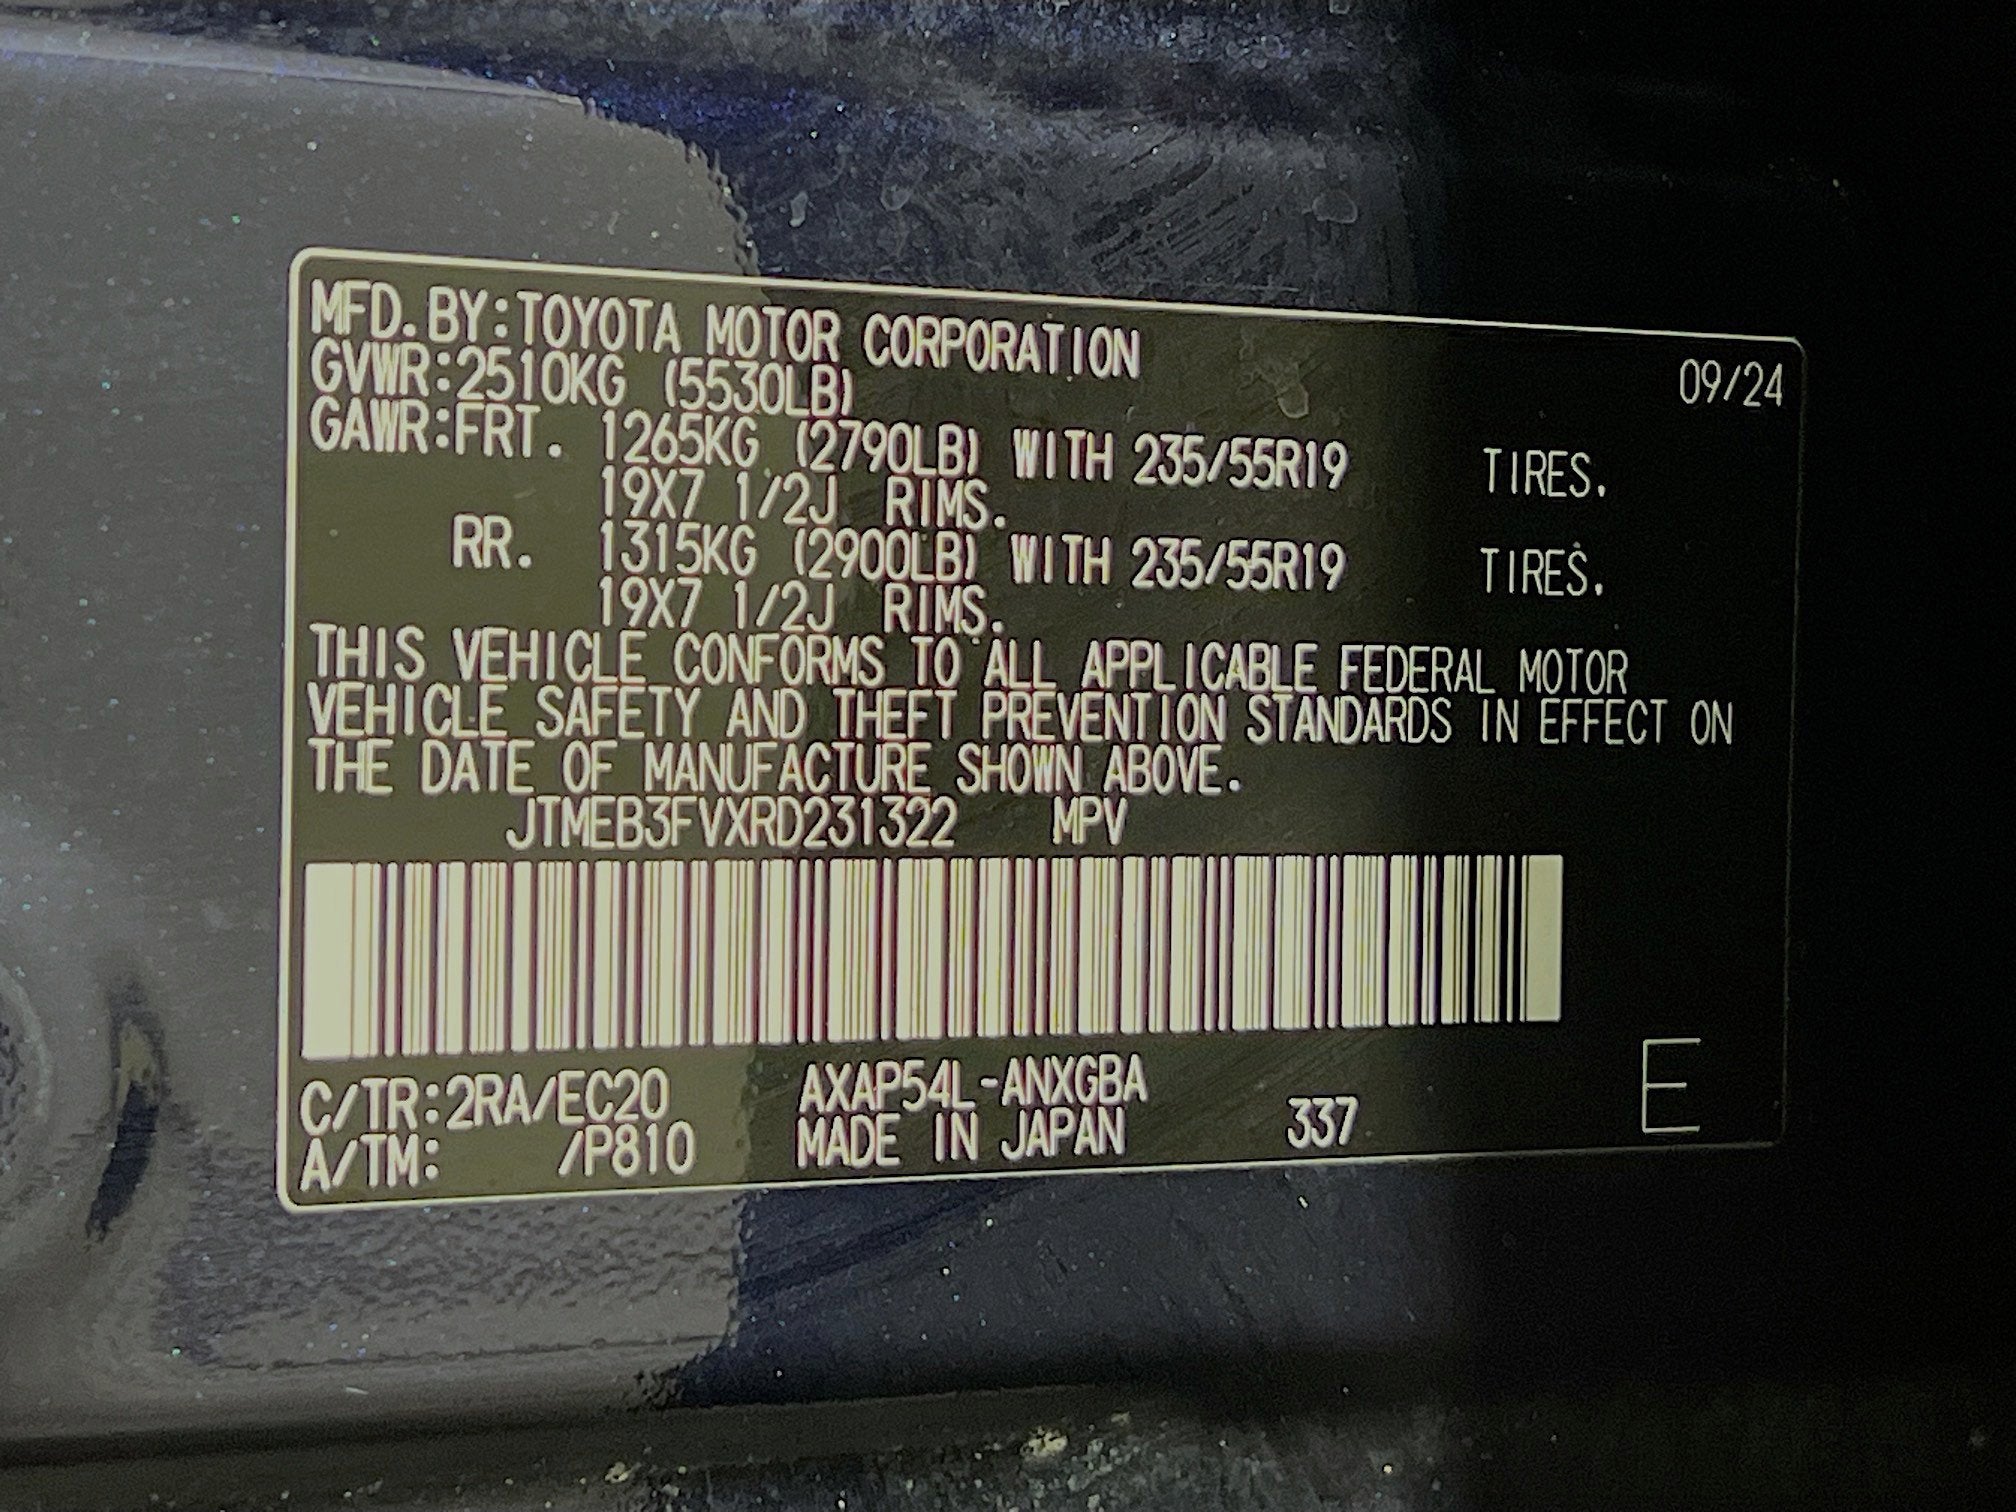 MFD. BY:TOYOTA MOTOR CORPORATION 09/24
GVWR:2510KG (5530LB)
GAWR:FRT. 1265KG (2790LB) WITH 235/55R19 TIRES.
19X7 1/2J RIMS.
RR. 1315KG (2900LB) WITH 235/55R19 TIRES.
19X7 1/2J RIMS.
THIS VEHICLE CONFORMS TO ALL APPLICABLE FEDERAL MOTOR
VEHICLE SAFETY AND THEFT PREVENTION STANDARDS IN EFFECT ON
THE DATE OF MANUFACTURE SHOWN ABOVE.
JTMEB3FVXRD231322 MPV
C/TR:2RA/EC20 AXAP54L-ANXGBA
A/TM: /P810 MADE IN JAPAN 337 E